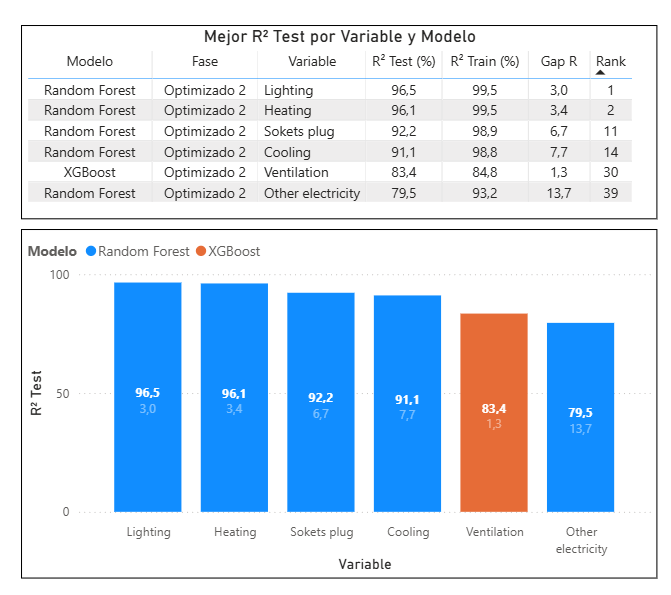 Mejor R² Test por Variable y Modelo
Modelo Fase Variable R² Test (%) R² Train (%) Gap R Rank
Random Forest Optimizado 2 Lighting 96,5 99,5 3,0 1
Random Forest Optimizado 2 Heating 96,1 99,5 3,4 2
Random Forest Optimizado 2 Sokets plug 92,2 98,9 6,7 11
Random Forest Optimizado 2 Cooling 91,1 98,8 7,7 14
XGBoost Optimizado 2 Ventilation 83,4 84,8 1,3 30
Random Forest Optimizado 2 Other electricity 79,5 93,2 13,7 39
Modelo Random Forest XGBoost
100
50
0
R² Test
96,5 96,1 92,2 91,1 83,4 79,5
3,0 3,4 6,7 7,7 1,3 13,7
Lighting Heating Sokets plug Cooling Ventilation Other
electricity
Variable